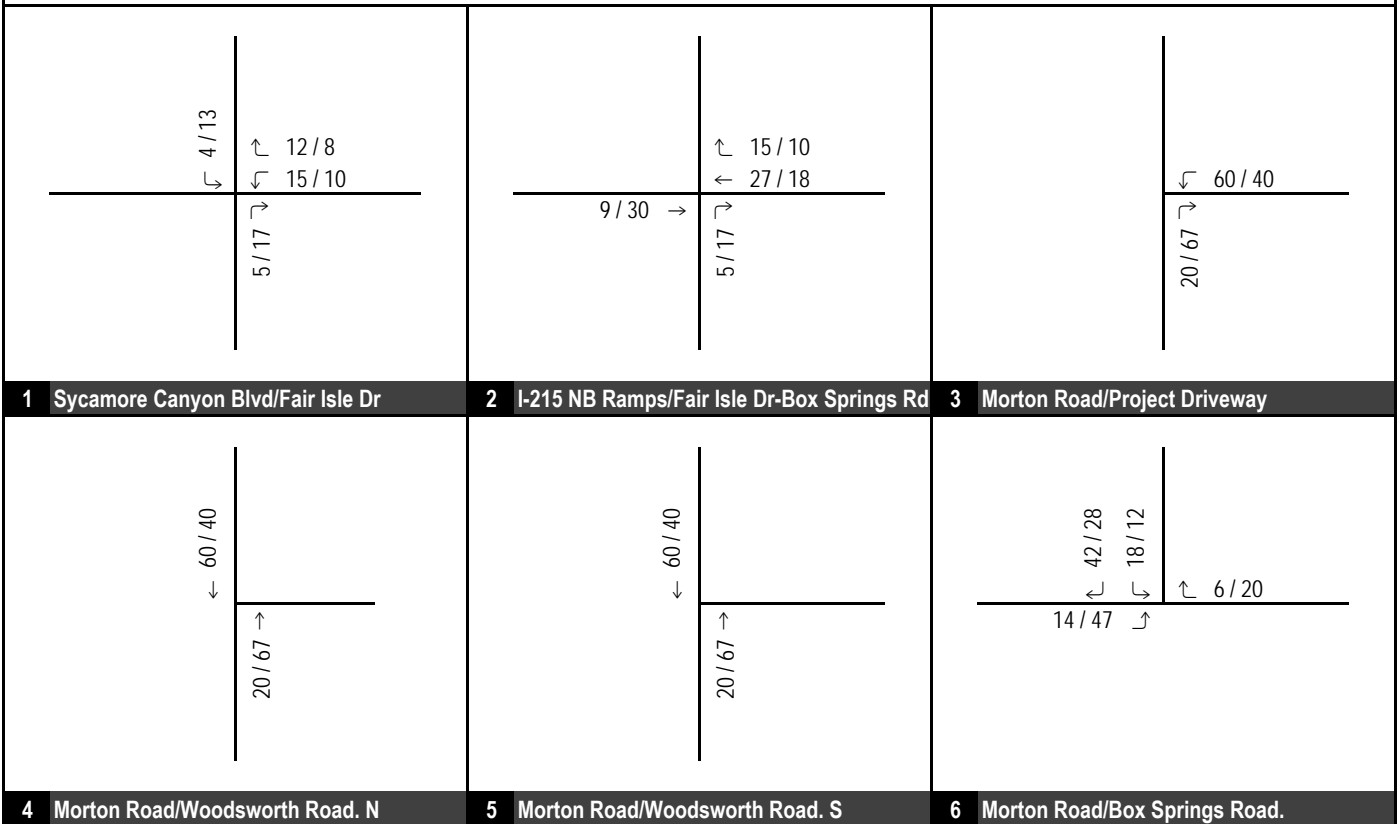 4 / 13
12 / 8
15 / 10
5 / 17
1 Sycamore Canyon Blvd/Fair Isle Dr
15 / 10
27 / 18
9 / 30
5 / 17
2 I-215 NB Ramps/Fair Isle Dr-Box Springs Rd
60 / 40
20 / 67
3 Morton Road/Project Driveway
60 / 40
20 / 67
4 Morton Road/Woodsworth Road. N
60 / 40
20 / 67
5 Morton Road/Woodsworth Road. S
42 / 28
18 / 12
6 / 20
14 / 47
6 Morton Road/Box Springs Road.